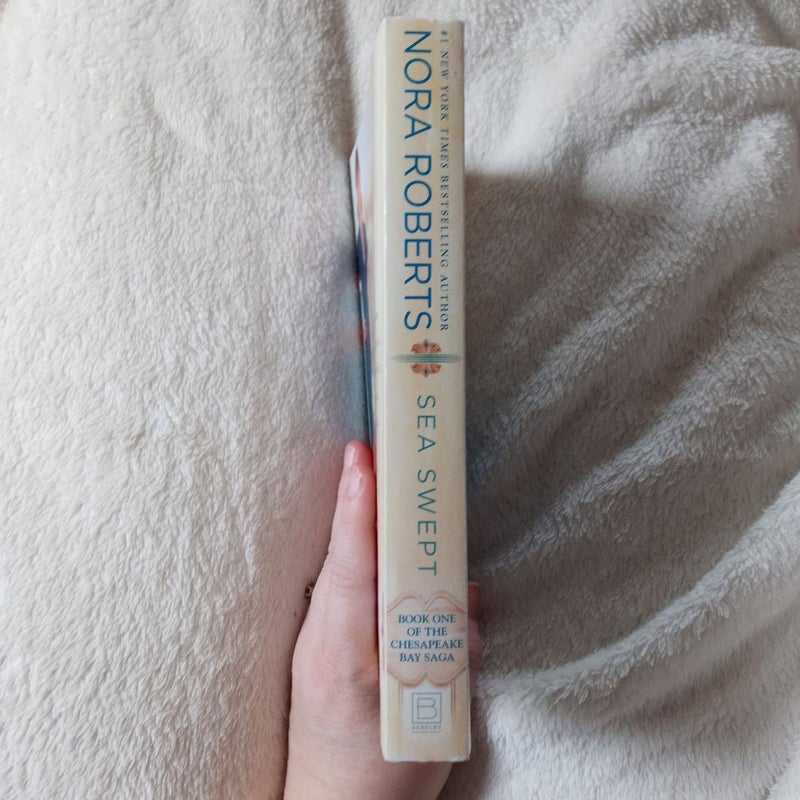 #1 NEW YORK TIMES BESTSELLING AUTHOR
NORA ROBERTS
SEA SWEPT
BOOK ONE
OF THE
CHESAPEAKE
BAY SAGA
B
BERKLEY